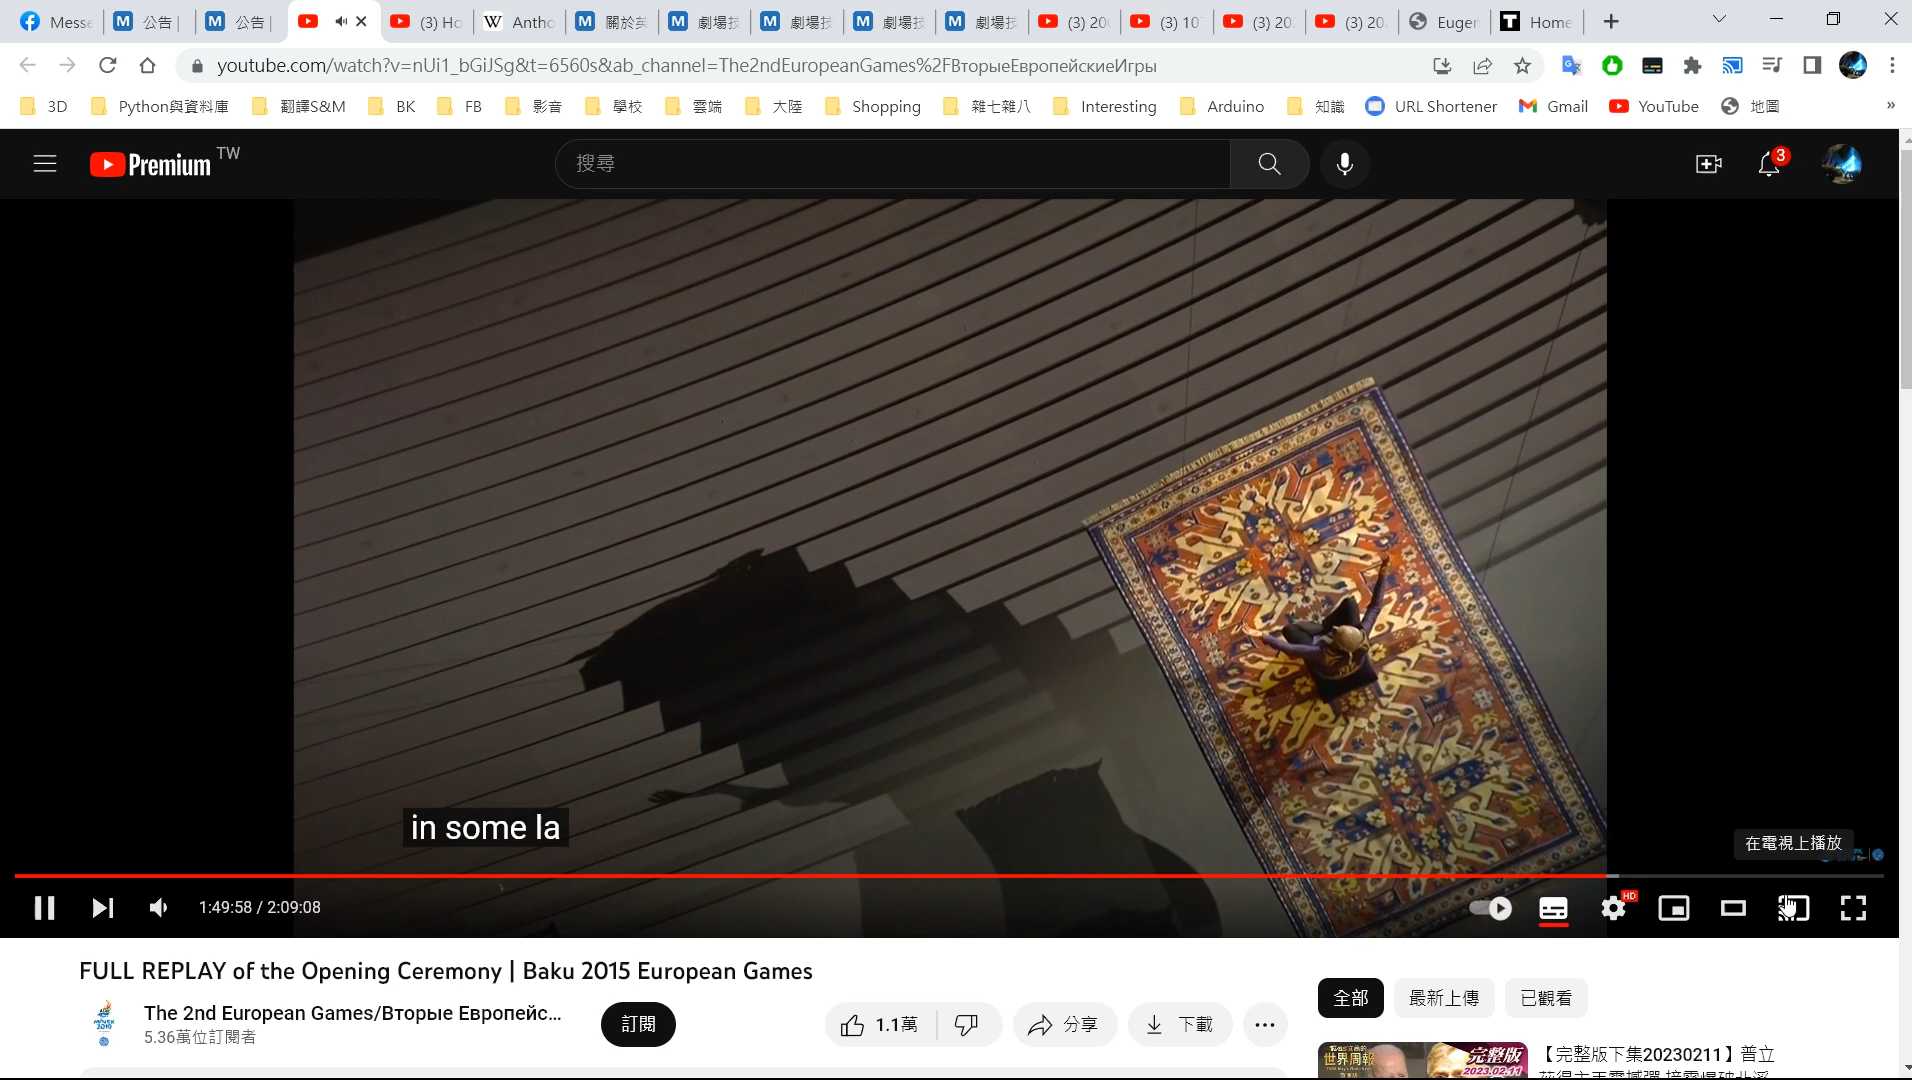 Messe
公告 |
公告 |
(3) Ho
Antho
關於英
劇場技
劇場技
劇場技
劇場技
(3) 20
(3) 10
(3) 20
(3) 20
Eugen
Home
youtube.com/watch?v=nUi1_bGiJSg&t=6560s&ab_channel=The2ndEuropeanGames%2FВторыеЕвропейскиеИгры
3D
Python與資料庫
翻譯S&M
BK
FB
影音
學校
雲端
大陸
Shopping
雜七雜八
Interesting
Arduino
知識
URL Shortener
Gmail
YouTube
地圖
Premium TW
搜尋
3
in some la
在電視上播放
1:49:58 / 2:09:08
HD
FULL REPLAY of the Opening Ceremony | Baku 2015 European Games
The 2nd European Games/Вторые Европейс...
5.36萬位訂閱者
訂閱
1.1萬
分享
下載
全部
最新上傳
已觀看
世界周報
完整版
2023.02.11
【完整版下集20230211】普立